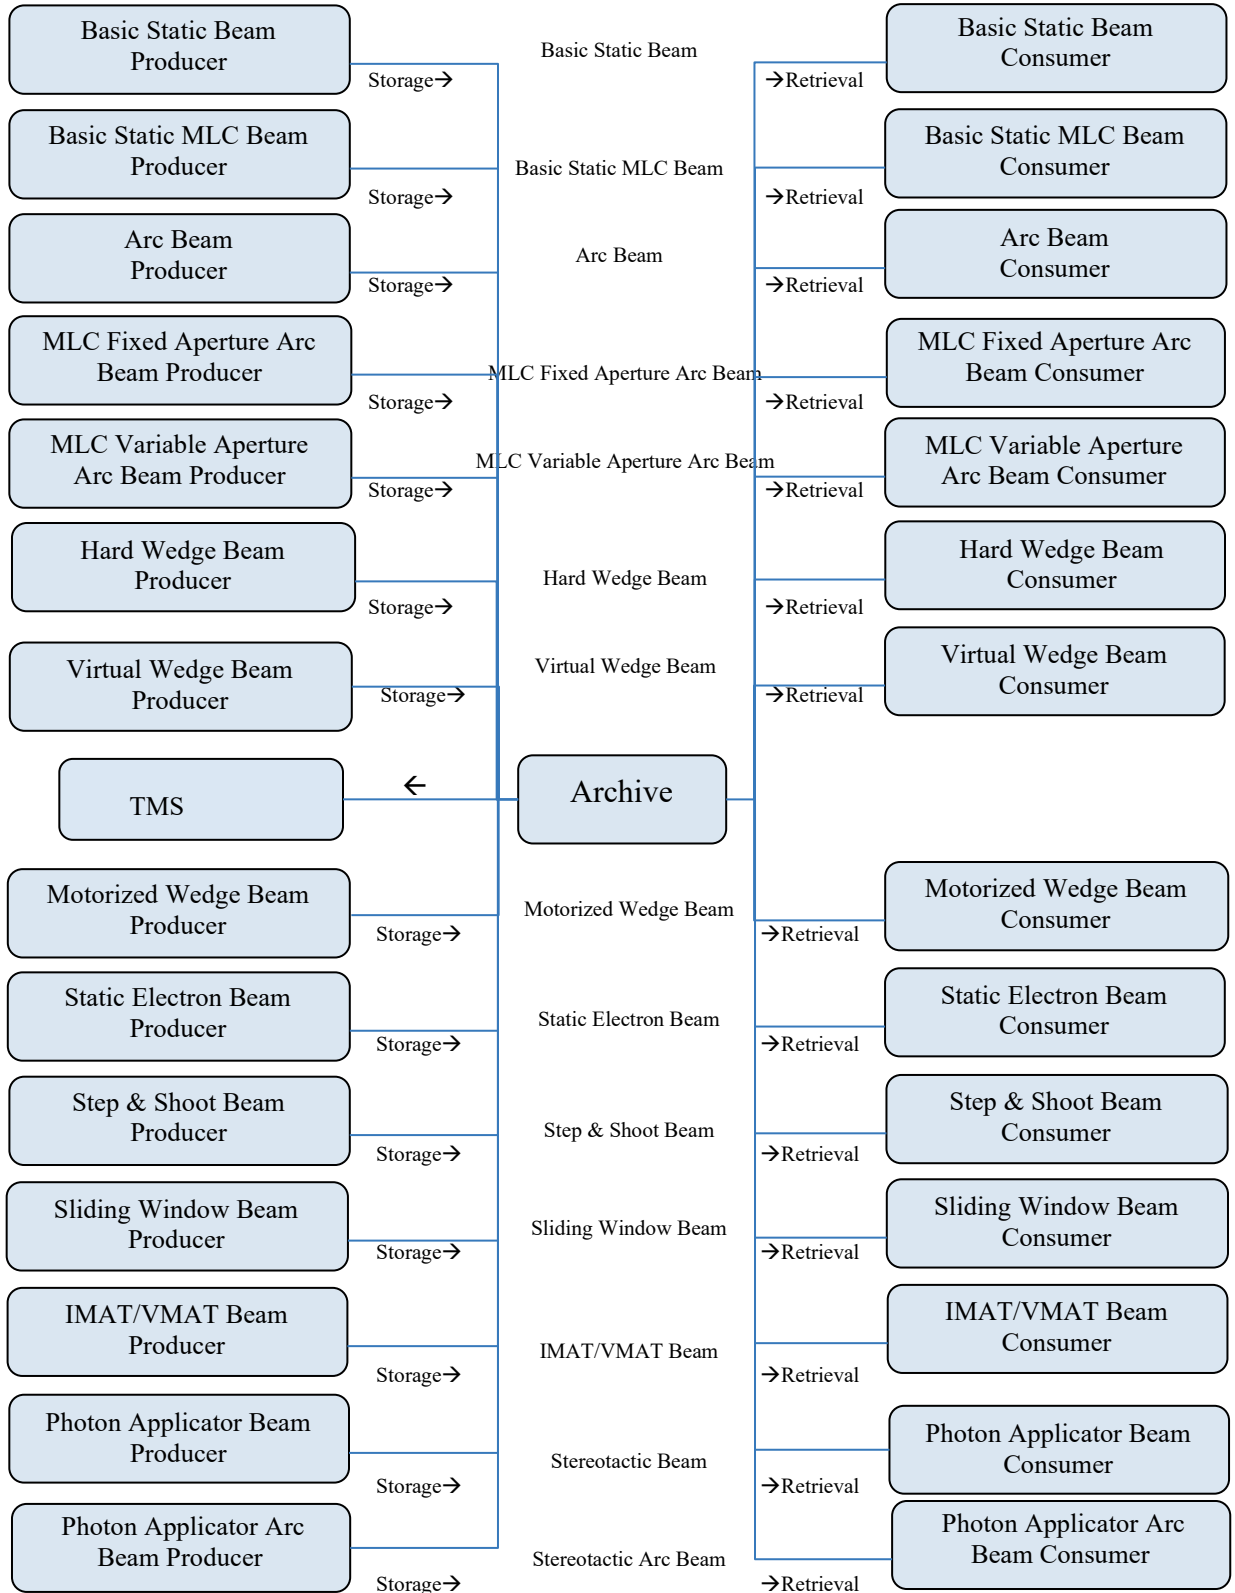 Basic Static Beam
Producer
Storage→
Basic Static Beam
→Retrieval
Basic Static Beam
Consumer
Basic Static MLC Beam
Producer
Storage→
Basic Static MLC Beam
→Retrieval
Basic Static MLC Beam
Consumer
Arc Beam
Producer
Storage→
Arc Beam
→Retrieval
Arc Beam
Consumer
MLC Fixed Aperture Arc
Beam Producer
Storage→
MLC Fixed Aperture Arc Beam
→Retrieval
MLC Fixed Aperture Arc
Beam Consumer
MLC Variable Aperture
Arc Beam Producer
Storage→
MLC Variable Aperture Arc Beam
→Retrieval
MLC Variable Aperture
Arc Beam Consumer
Hard Wedge Beam
Producer
Storage→
Hard Wedge Beam
→Retrieval
Hard Wedge Beam
Consumer
Virtual Wedge Beam
Producer
Storage→
Virtual Wedge Beam
→Retrieval
Virtual Wedge Beam
Consumer
TMS
←
Archive
Motorized Wedge Beam
Producer
Storage→
Motorized Wedge Beam
→Retrieval
Motorized Wedge Beam
Consumer
Static Electron Beam
Producer
Storage→
Static Electron Beam
→Retrieval
Static Electron Beam
Consumer
Step & Shoot Beam
Producer
Storage→
Step & Shoot Beam
→Retrieval
Step & Shoot Beam
Consumer
Sliding Window Beam
Producer
Storage→
Sliding Window Beam
→Retrieval
Sliding Window Beam
Consumer
IMAT/VMAT Beam
Producer
Storage→
IMAT/VMAT Beam
→Retrieval
IMAT/VMAT Beam
Consumer
Photon Applicator Beam
Producer
Storage→
Stereotactic Beam
→Retrieval
Photon Applicator Beam
Consumer
Photon Applicator Arc
Beam Producer
Storage→
Stereotactic Arc Beam
→Retrieval
Photon Applicator Arc
Beam Consumer